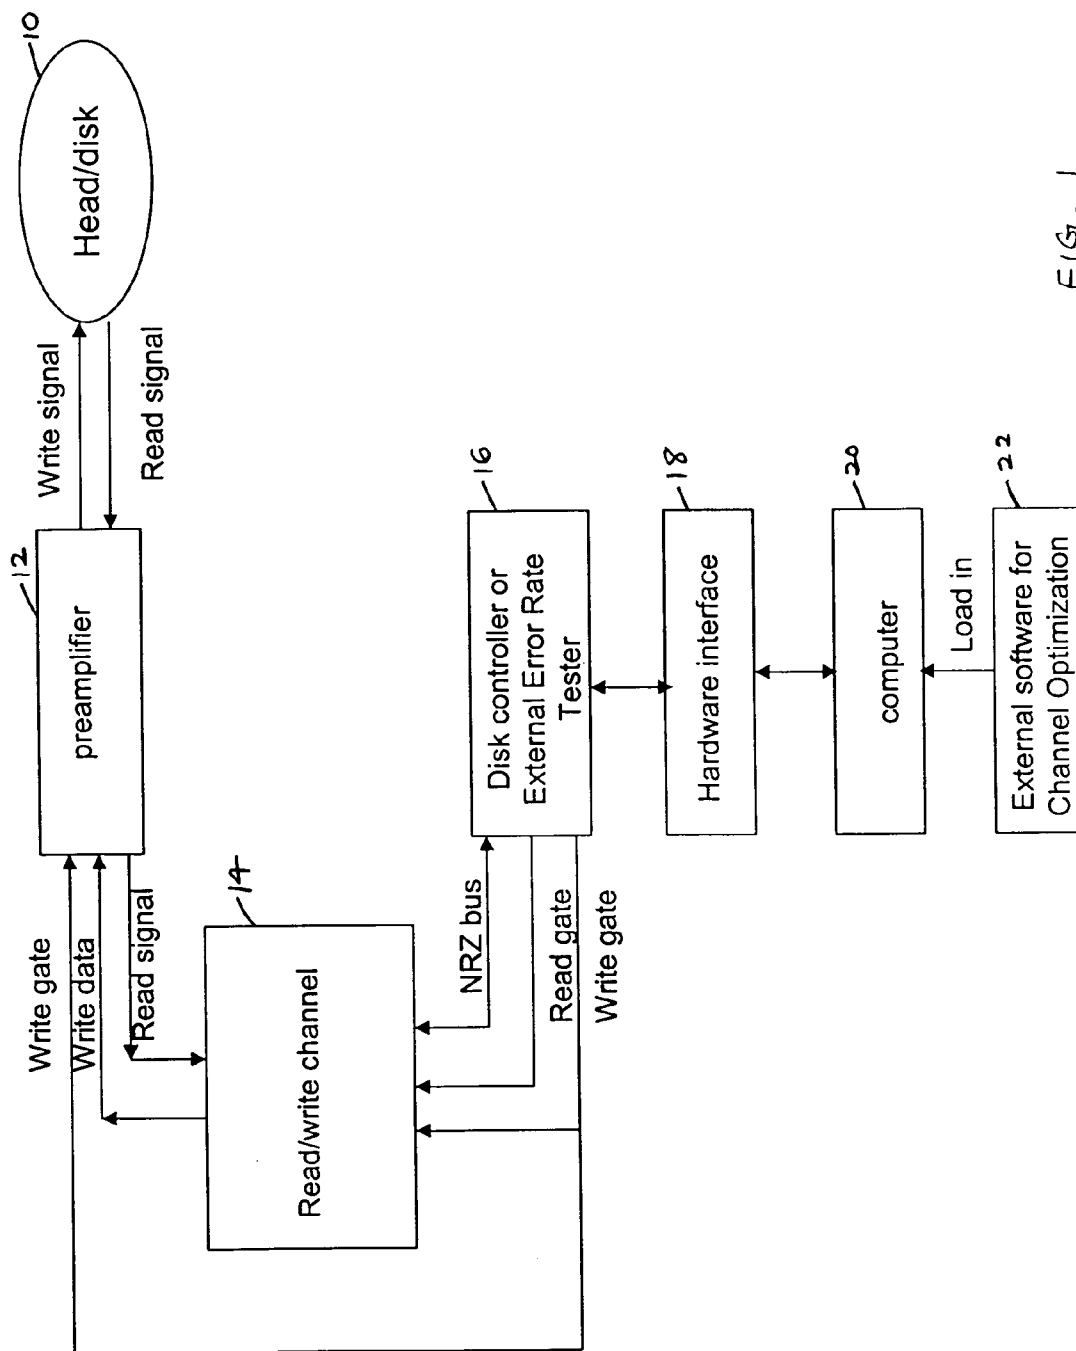 10
Head/disk
Write signal
Read signal
12
preamplifier
Write gate
Write data
Read signal
14
Read/write channel
NRZ bus
Read gate
Write gate
16
Disk controller or
External Error Rate
Tester
18
Hardware interface
20
computer
Load in
22
External software for
Channel Optimization
FIG. 1